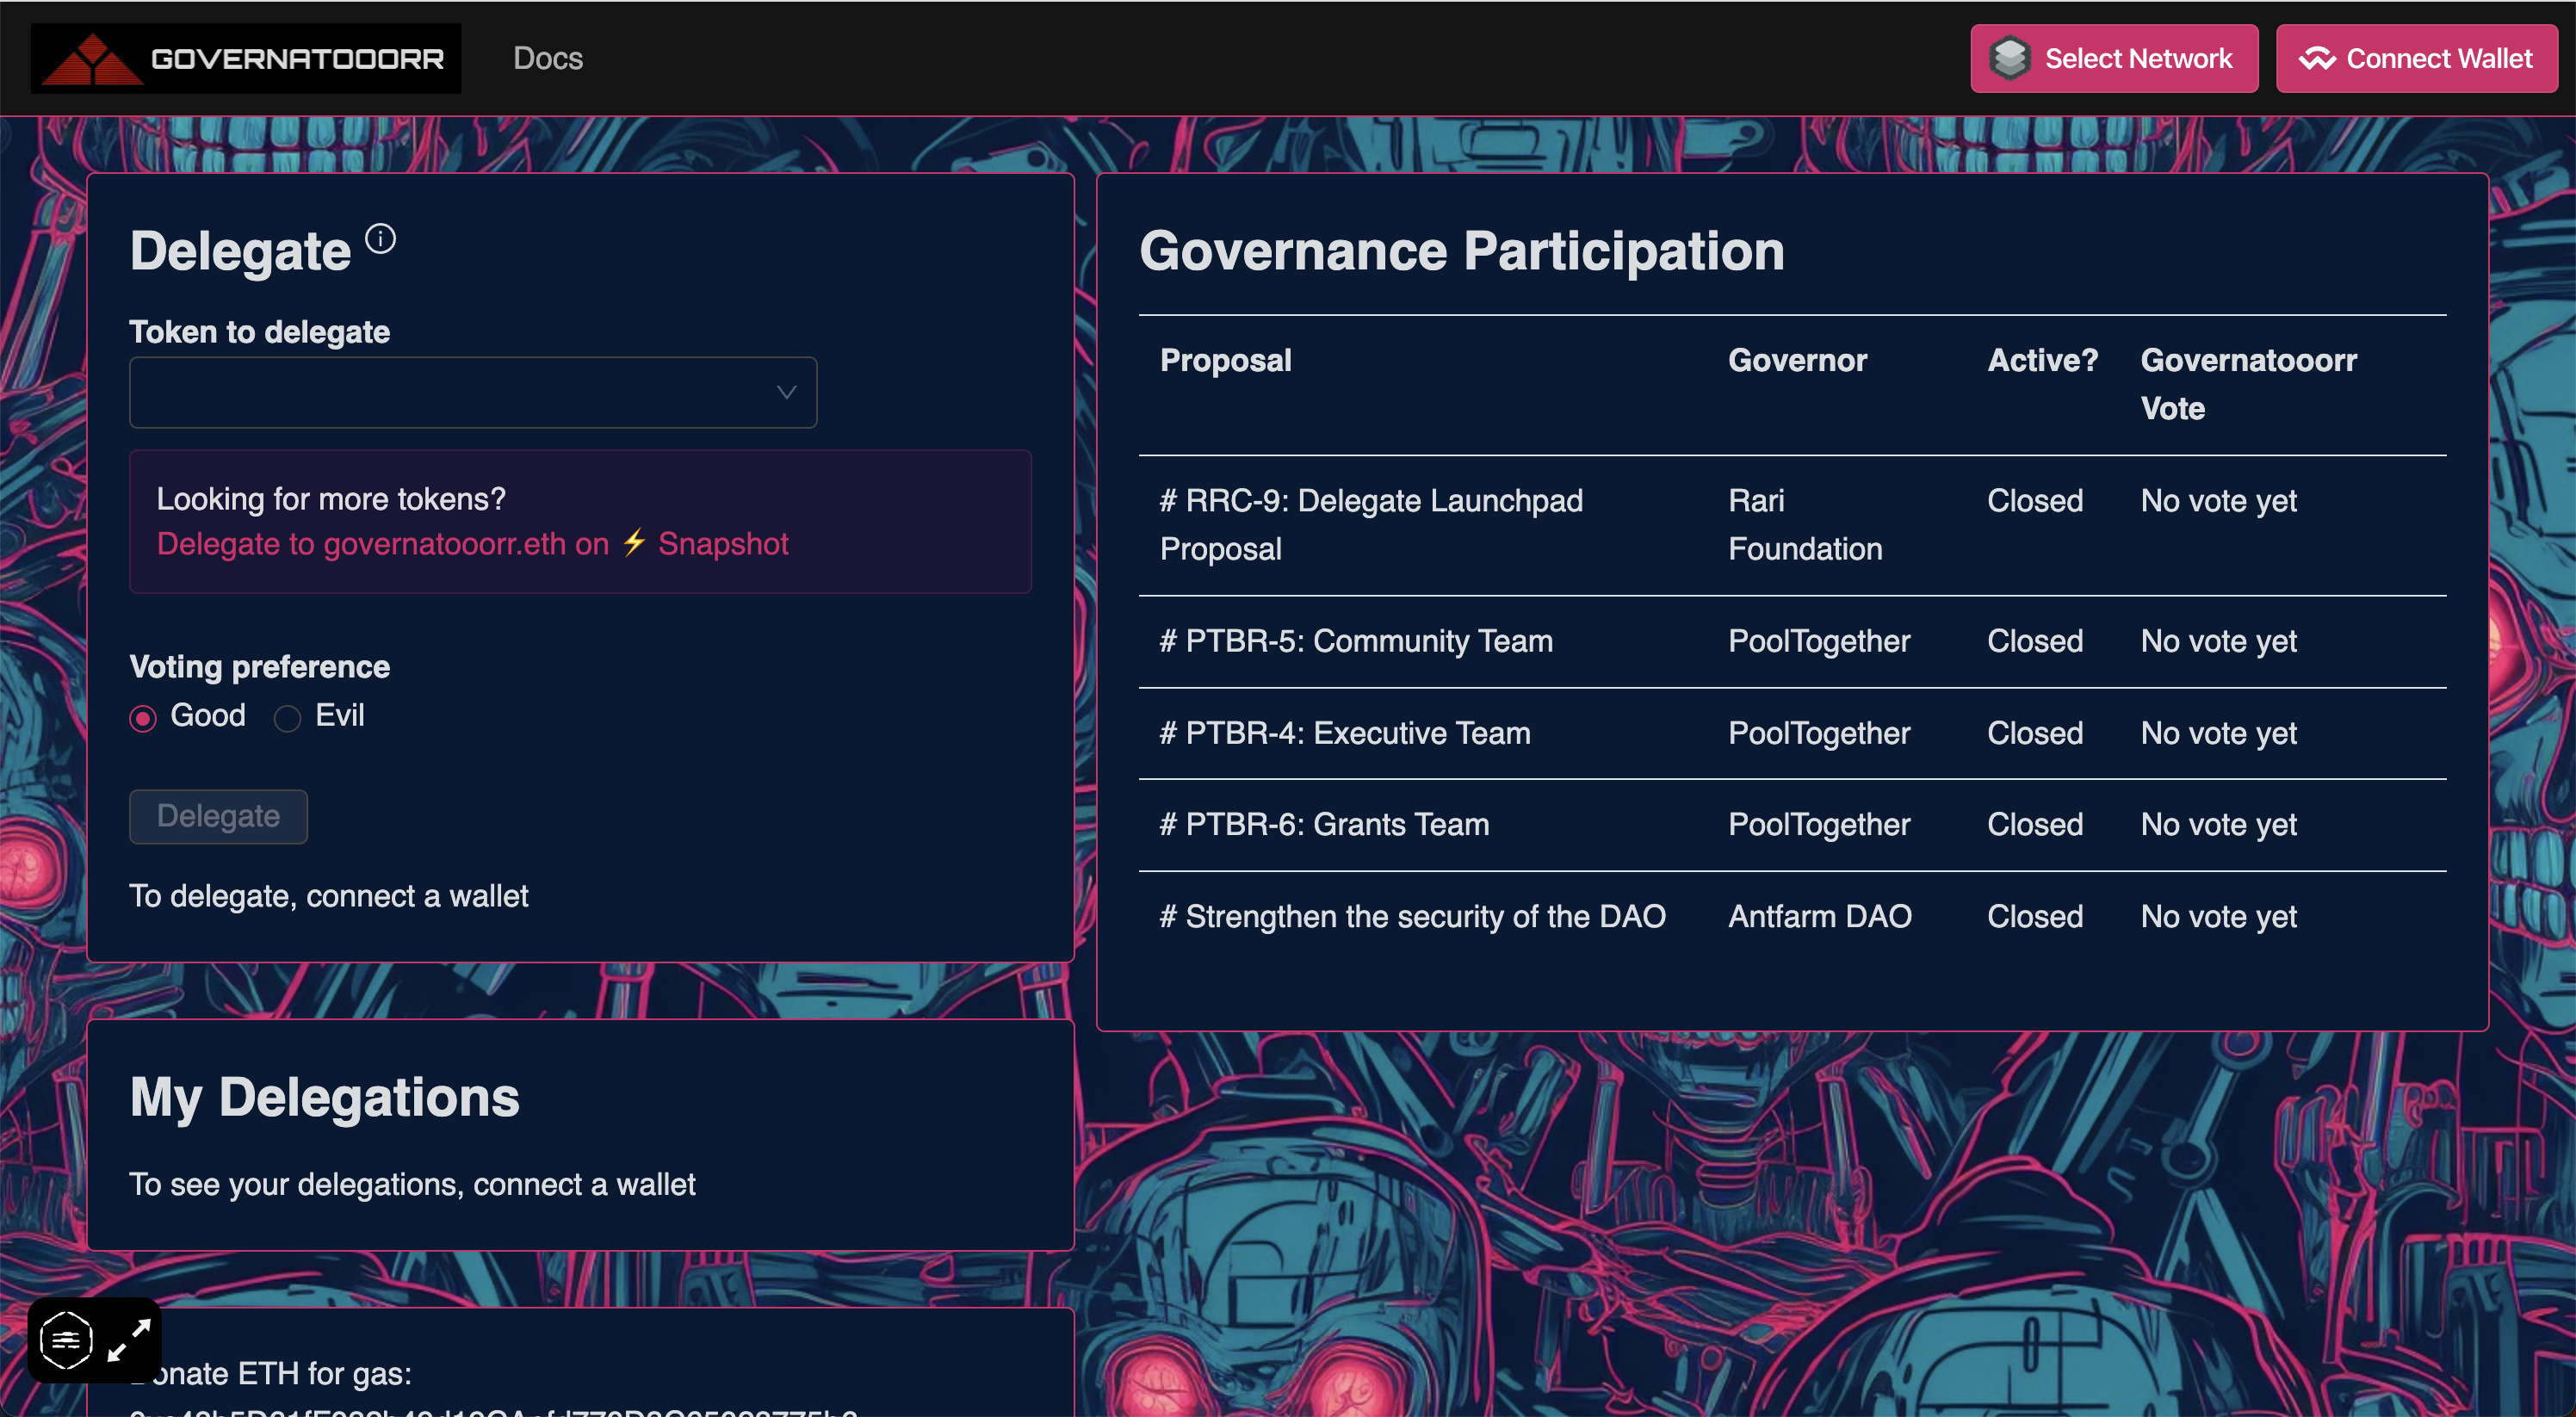 GOVERNATOOORR
Docs
Select Network
Connect Wallet
Delegate
Token to delegate
Looking for more tokens?
Delegate to governatooorr.eth on ⚡ Snapshot
Voting preference
Good Evil
Delegate
To delegate, connect a wallet
My Delegations
To see your delegations, connect a wallet
onate ETH for gas:
Governance Participation
Proposal Governor Active? Governatooorr
Vote
# RRC-9: Delegate Launchpad Rari Closed No vote yet
Proposal Foundation
# PTBR-5: Community Team PoolTogether Closed No vote yet
# PTBR-4: Executive Team PoolTogether Closed No vote yet
# PTBR-6: Grants Team PoolTogether Closed No vote yet
# Strengthen the security of the DAO Antfarm DAO Closed No vote yet